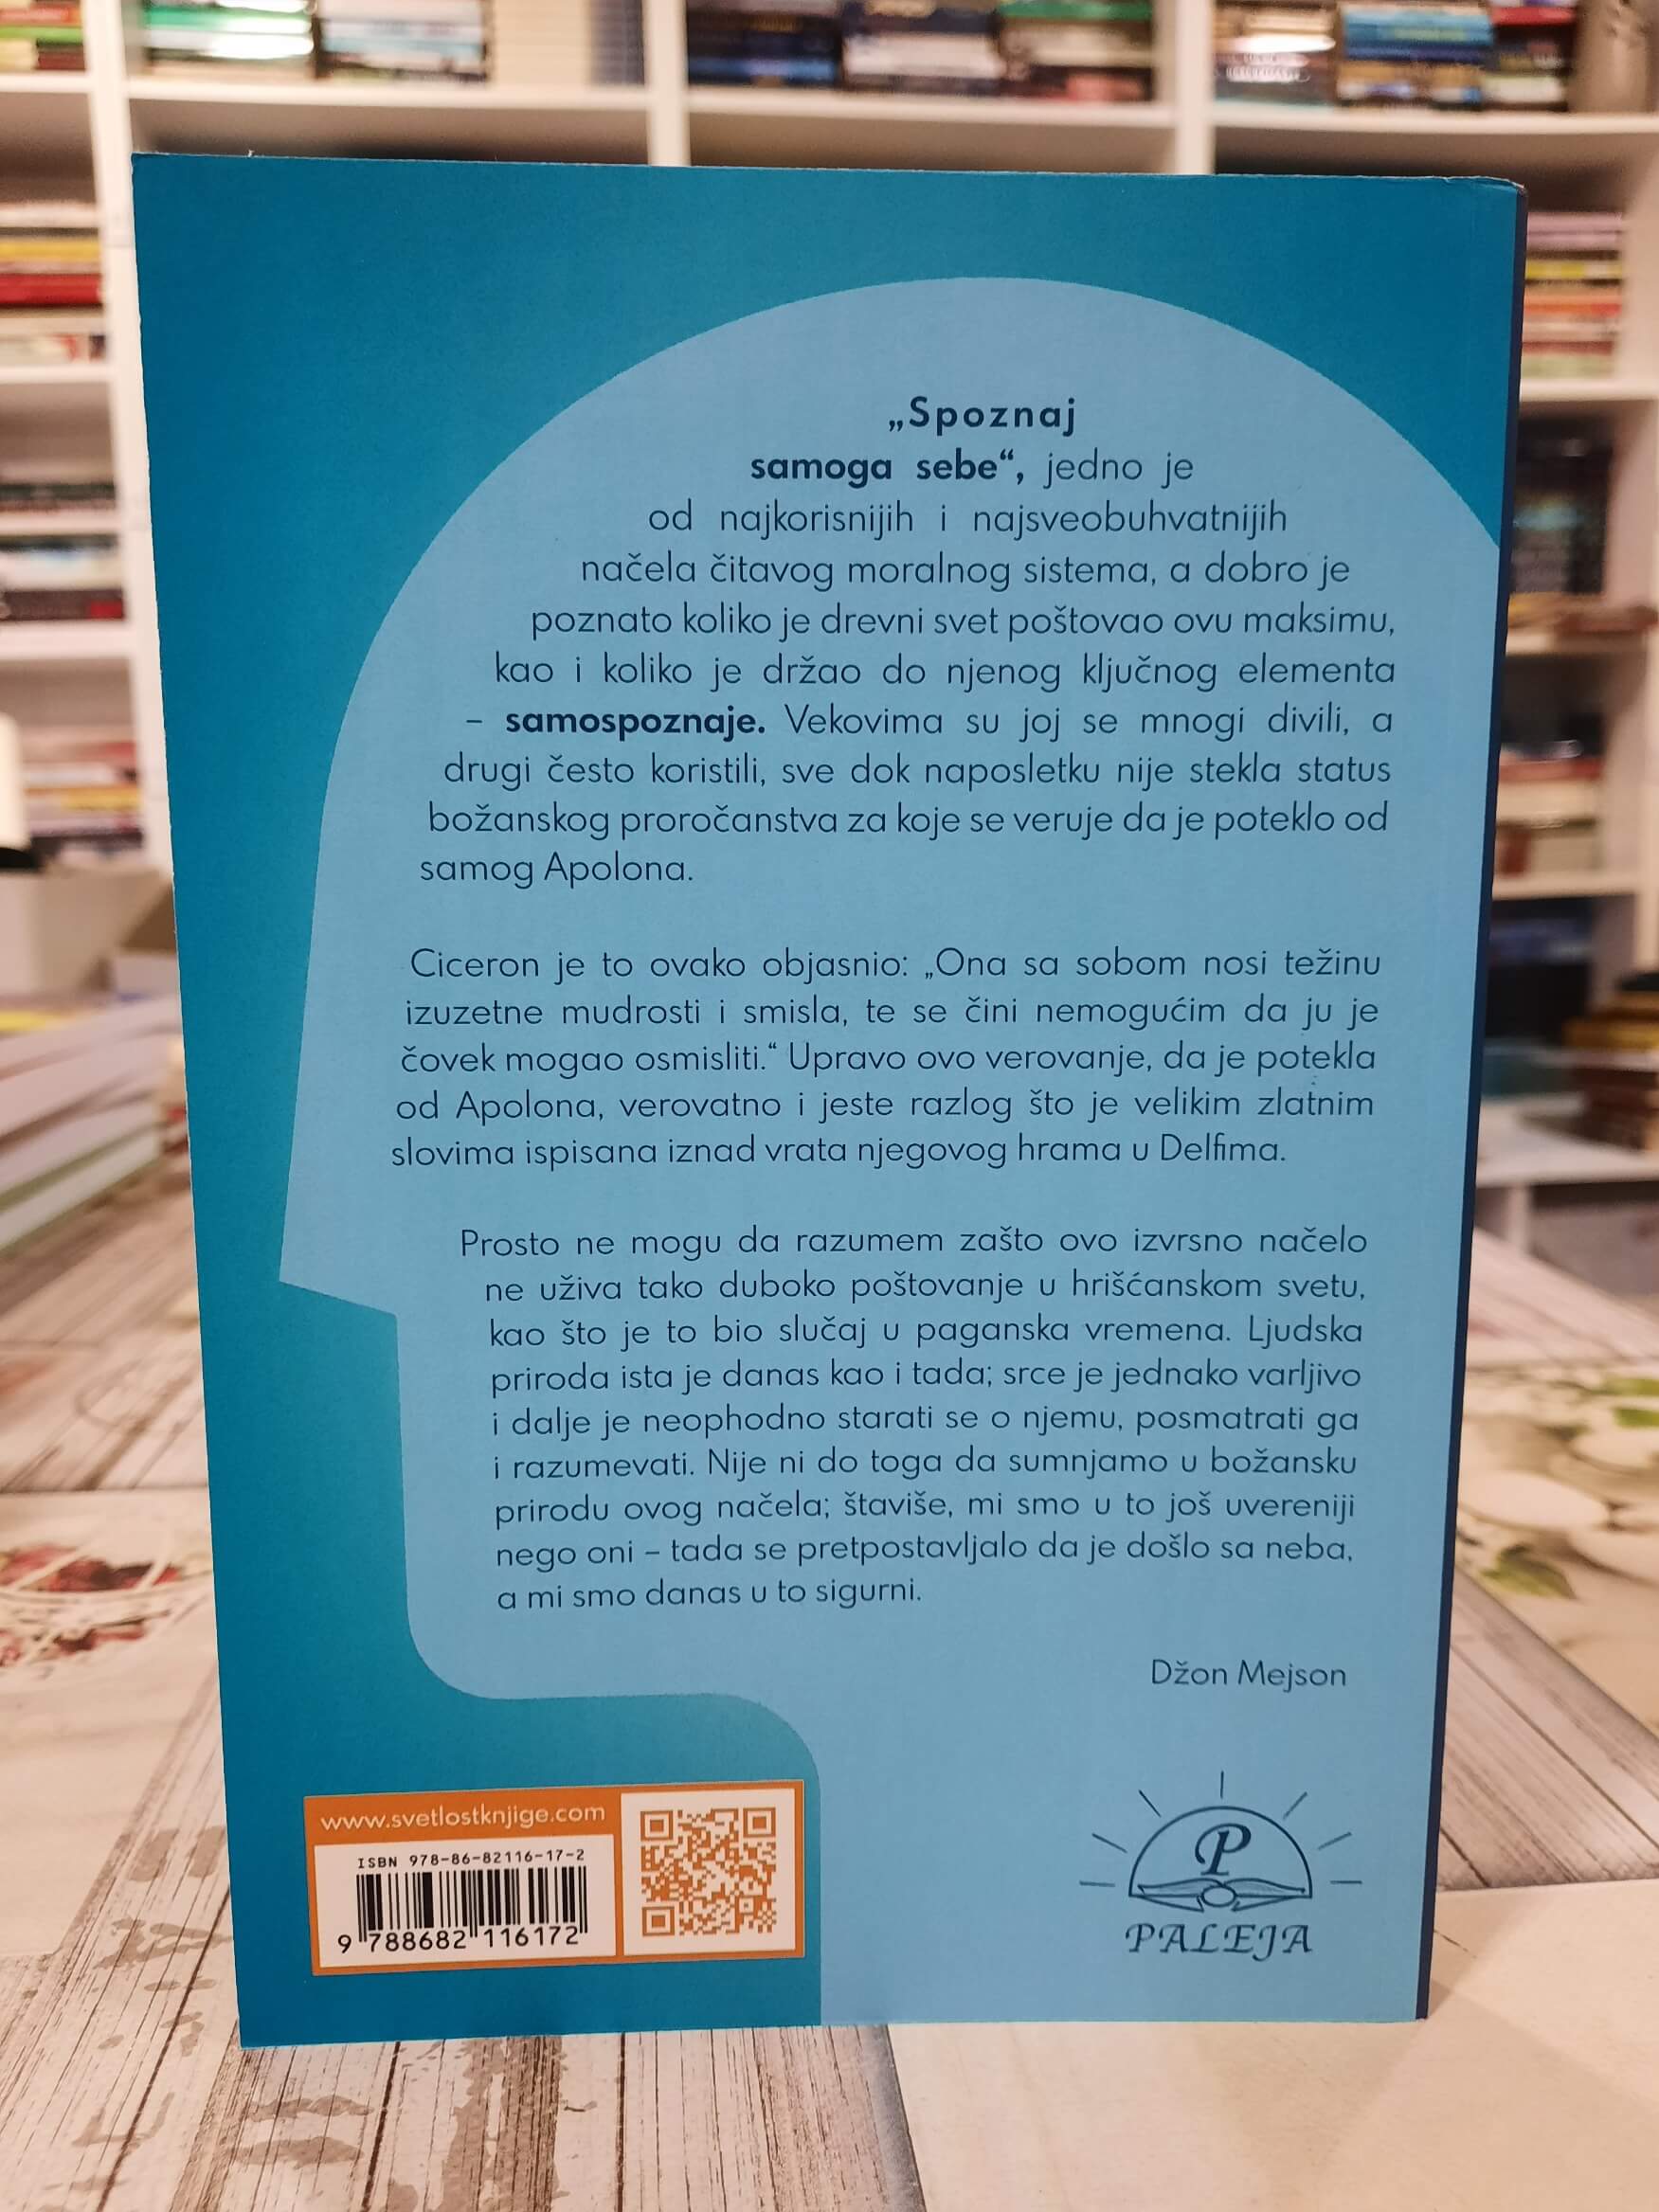 „Spoznaj
samoga sebe“, jedno je
od najkorisnijih i najsveobuhvatnijih
načela čitavog moralnog sistema, a dobro je
poznato koliko je drevni svet poštovao ovu maksimu,
kao i koliko je držao do njenog ključnog elementa
– samospoznaje. Vekovima su joj se mnogi divili, a
drugi često koristili, sve dok naposletku nije stekla status
božanskog proročanstva za koje se veruje da je poteklo od
samog Apolona.
Ciceron je to ovako objasnio: „Ona sa sobom nosi težinu
izuzetne mudrosti i smisla, te se čini nemogućim da ju je
čovek mogao osmisliti.“ Upravo ovo verovanje, da je potekla
od Apolona, verovatno i jeste razlog što je velikim zlatnim
slovima ispisana iznad vrata njegovog hrama u Delfima.
Prosto ne mogu da razumem zašto ovo izvrsno načelo
ne uživa tako duboko poštovanje u hrišćanskom svetu,
kao što je to bio slučaj u paganska vremena. Ljudska
priroda ista je danas kao i tada; srce je jednako varljivo
i dalje je neophodno starati se o njemu, posmatrati ga
i razumevati. Nije ni do toga da sumnjamo u božansku
prirodu ovog načela; štaviše, mi smo u to još uvereniji
nego oni – tada se pretpostavljalo da je došlo sa neba,
a mi smo danas u to sigurni.
Džon Mejson
www.svetlostknjige.com
ISBN 978-86-82116-17-2
9 788682 116172
P
PALEJA